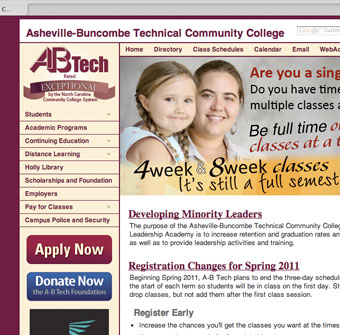 C...
Asheville-Buncombe Technical Community College
Google Custom
Home Directory Class Schedules Calendar Email WebAd
A-B Tech
Rated
EXCEPTIONAL
by the North Carolina
Community College System
Students
Academic Programs
Continuing Education
Distance Learning
Holly Library
Scholarships and Foundation
Employers
Pay for Classes
Campus Police and Security
Apply Now
Donate Now
the A-B Tech Foundation
Are you a sing
Do you have time
multiple classes a
Be full time o
classes at a t
4week & 8week classes
It's still a full semest
Developing Minority Leaders
The purpose of the Asheville-Buncombe Technical Community Colleg
Leadership Academy is to increase retention and graduation rates am
as well as to provide leadership activities and training.
Registration Changes for Spring 2011
Beginning Spring 2011, A-B Tech plans to end the three-day schedule
the start of each term so students will be in class on the first day. St
drop classes, but not add them after the first class session.
Register Early
• Increase the chances you'll get the classes you want at the times